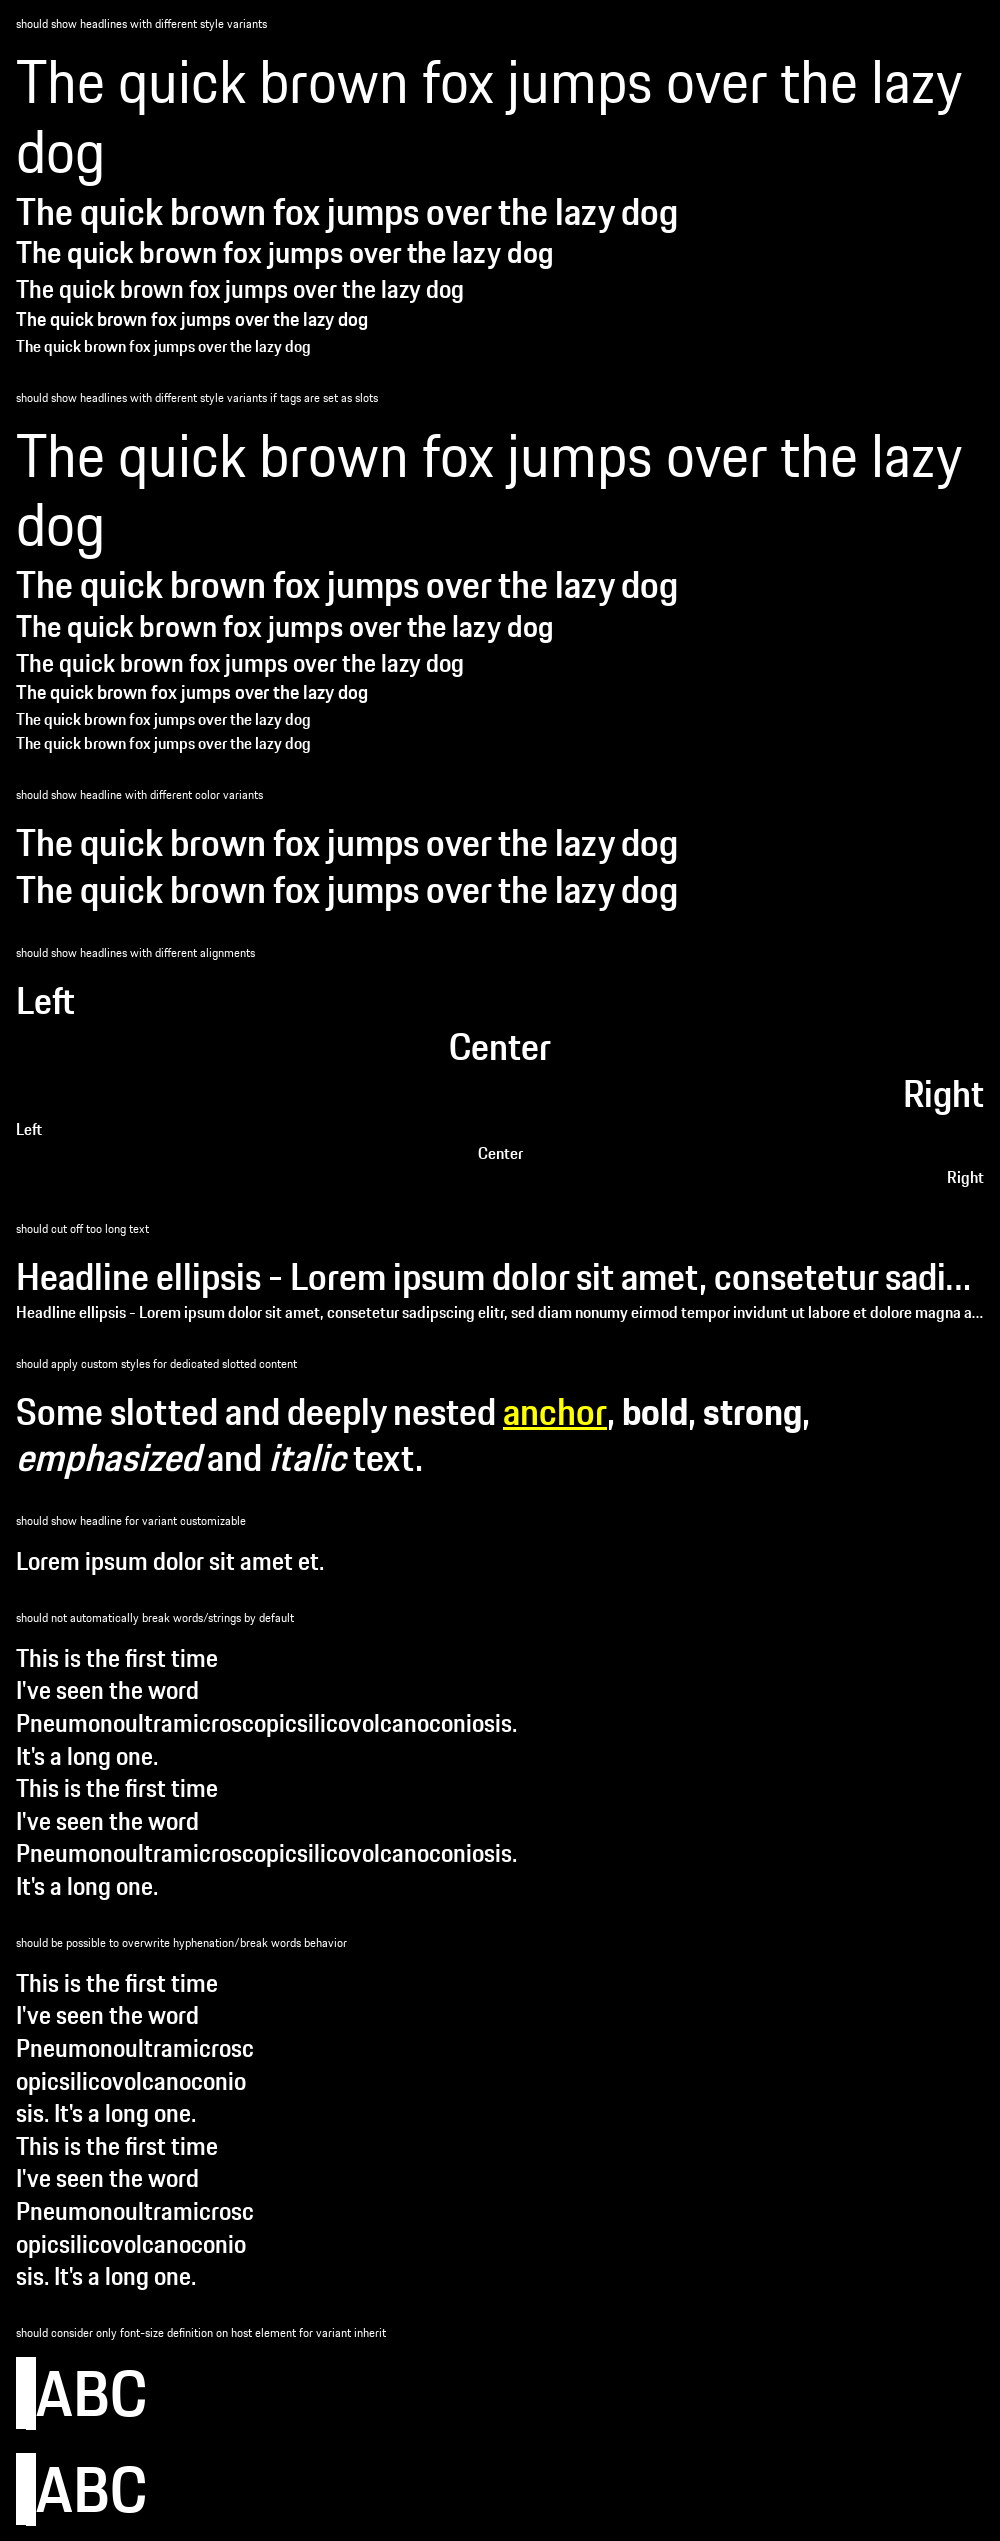 should show headlines with different style variants
The quick brown fox jumps over the lazy
dog
The quick brown fox jumps over the lazy dog
The quick brown fox jumps over the lazy dog
The quick brown fox jumps over the lazy dog
The quick brown fox jumps over the lazy dog
The quick brown fox jumps over the lazy dog
should show headlines with different style variants if tags are set as slots
The quick brown fox jumps over the lazy
dog
The quick brown fox jumps over the lazy dog
The quick brown fox jumps over the lazy dog
The quick brown fox jumps over the lazy dog
The quick brown fox jumps over the lazy dog
The quick brown fox jumps over the lazy dog
The quick brown fox jumps over the lazy dog
should show headline with different color variants
The quick brown fox jumps over the lazy dog
The quick brown fox jumps over the lazy dog
should show headlines with different alignments
Left
Center
Right
Left
Center
Right
should cut off too long text
Headline ellipsis - Lorem ipsum dolor sit amet, consetetur sadi...
Headline ellipsis - Lorem ipsum dolor sit amet, consetetur sadipscing elitr, sed diam nonumy eirmod tempor invidunt ut labore et dolore magna a...
should apply custom styles for dedicated slotted content
Some slotted and deeply nested anchor, bold, strong,
emphasized and italic text.
should show headline for variant customizable
Lorem ipsum dolor sit amet et.
should not automatically break words/strings by default
This is the first time
I've seen the word
Pneumonoultramicroscopicsilicovolcanoconiosis.
It's a long one.
This is the first time
I've seen the word
Pneumonoultramicroscopicsilicovolcanoconiosis.
It's a long one.
should be possible to overwrite hyphenation/break words behavior
This is the first time
I've seen the word
Pneumonoultramicrosc
opicsilicovolcanoconio
sis. It's a long one.
This is the first time
I've seen the word
Pneumonoultramicrosc
opicsilicovolcanoconio
sis. It's a long one.
should consider only font-size definition on host element for variant inherit
ABC
ABC